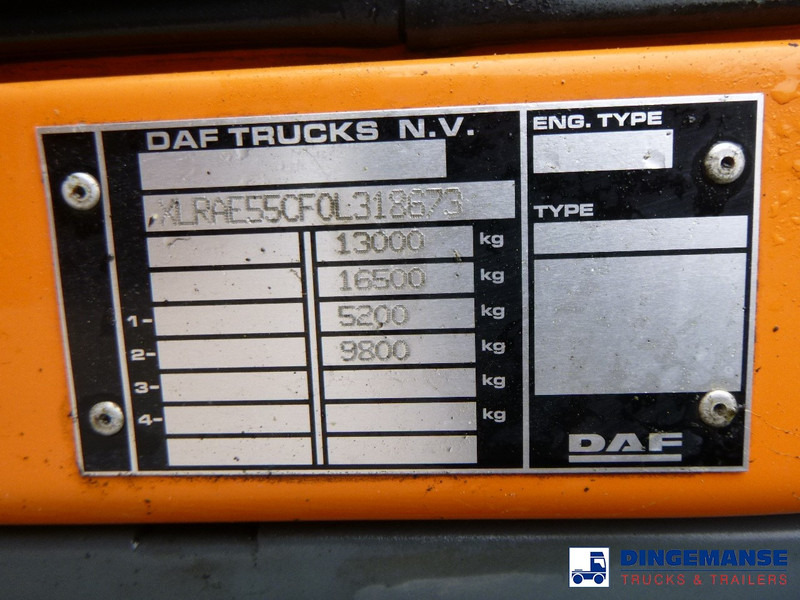 DAF TRUCKS N.V.
ENG. TYPE
XLRAE55CF0L318673
TYPE
13000 kg
16500 kg
1- 5200 kg
2- 9800 kg
3- kg
4- kg
DAF
DINGEMANSE
TRUCKS & TRAILERS